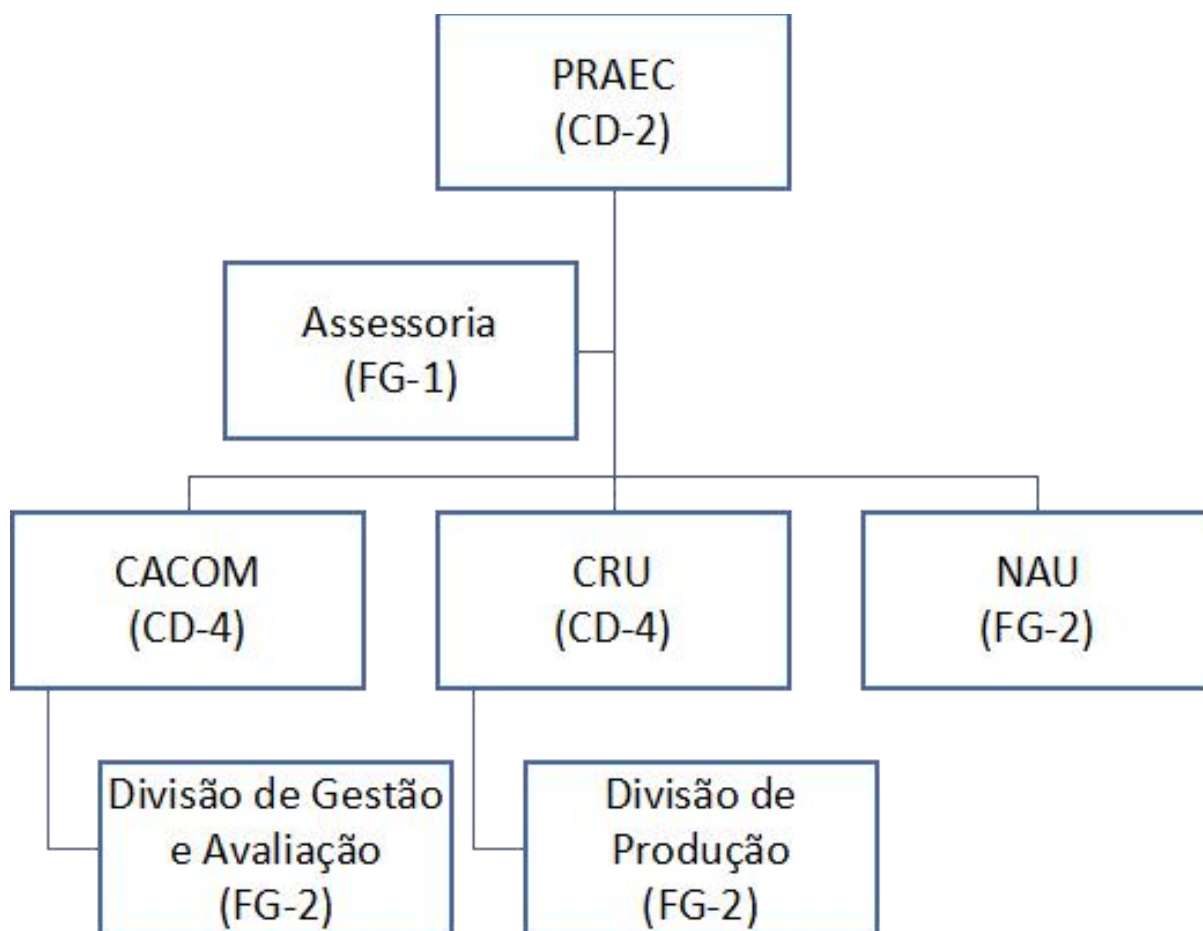 PRAEC
(CD-2)
Assessoria
(FG-1)
CACOM
(CD-4)
CRU
(CD-4)
NAU
(FG-2)
Divisão de Gestão
e Avaliação
(FG-2)
Divisão de
Produção
(FG-2)